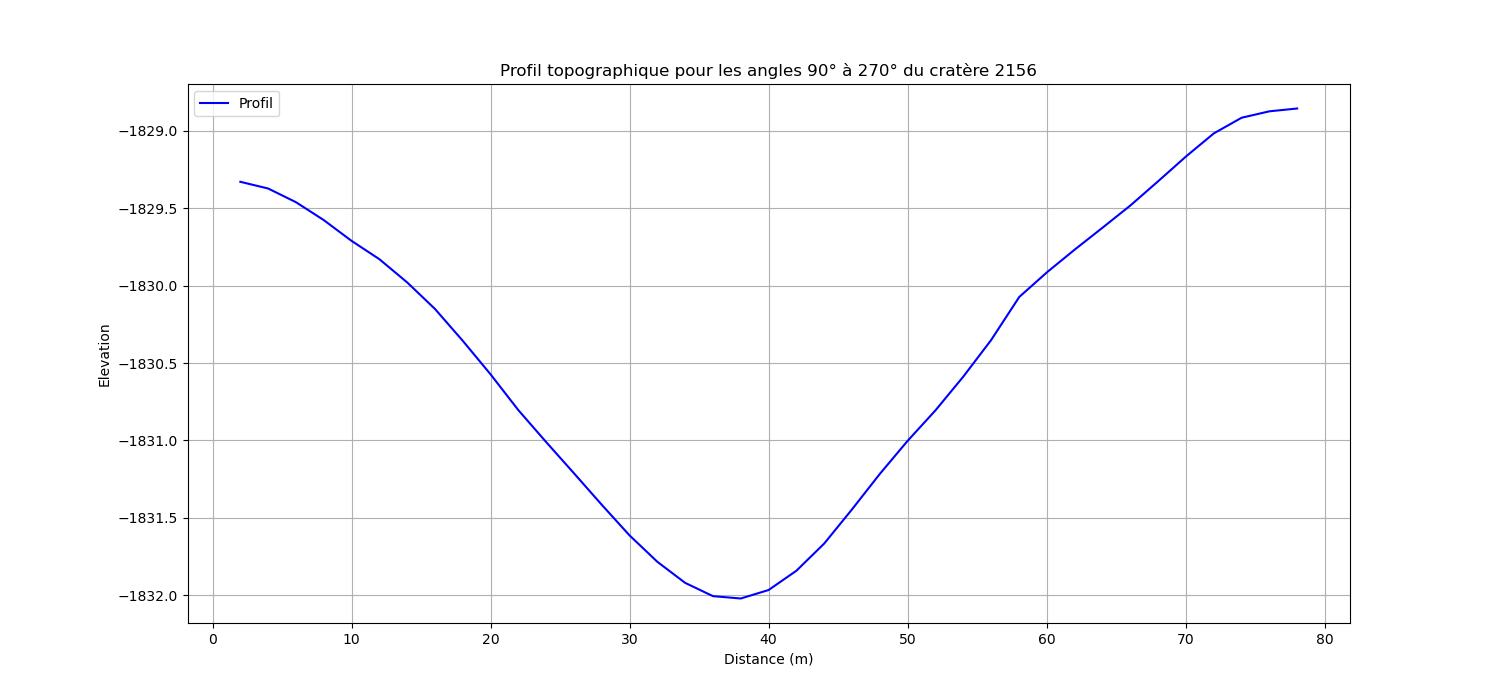 Profil topographique pour les angles 90° à 270° du cratère 2156
Profil
−1829.0
−1829.5
−1830.0
−1830.5
−1831.0
−1831.5
−1832.0
Elevation
0 10 20 30 40 50 60 70 80
Distance (m)